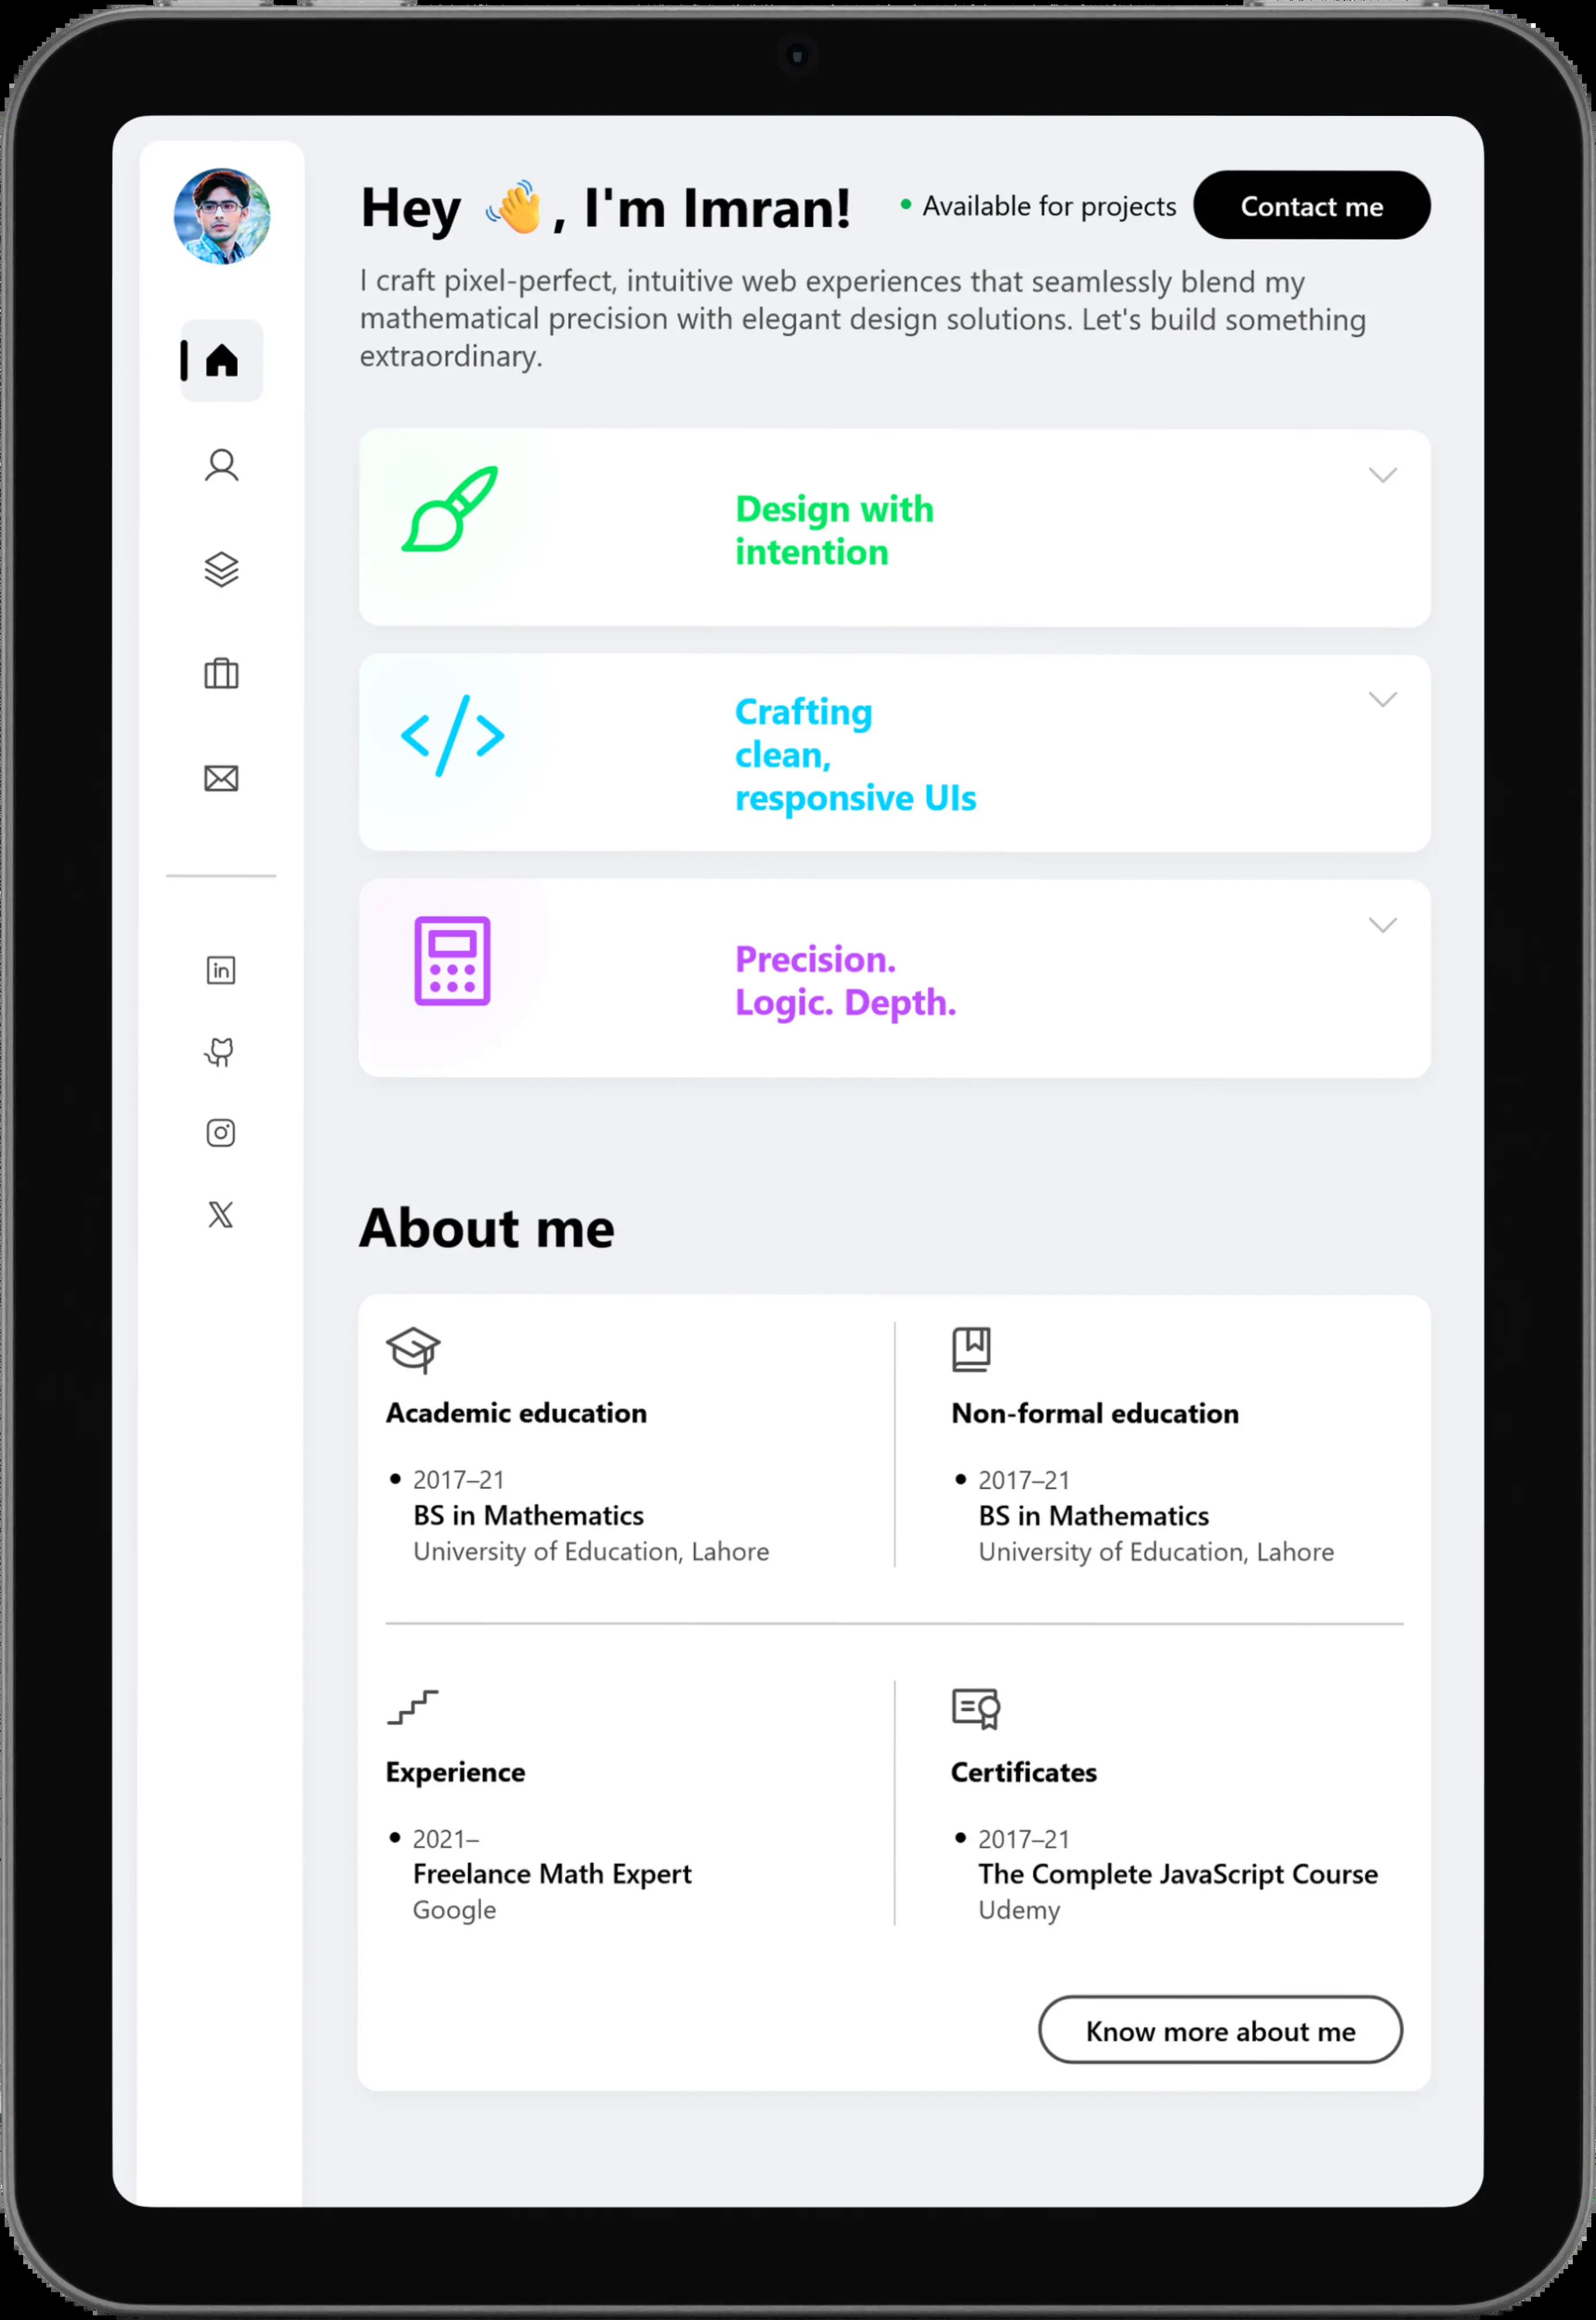 Hey 👋, I'm Imran!
Available for projects
Contact me
I craft pixel-perfect, intuitive web experiences that seamlessly blend my
mathematical precision with elegant design solutions. Let's build something
extraordinary.
Design with
intention
Crafting
clean,
responsive UIs
Precision.
Logic. Depth.
in
About me
Academic education
2017–21
BS in Mathematics
University of Education, Lahore
Non-formal education
2017–21
BS in Mathematics
University of Education, Lahore
Experience
2021–
Freelance Math Expert
Google
Certificates
2017–21
The Complete JavaScript Course
Udemy
Know more about me